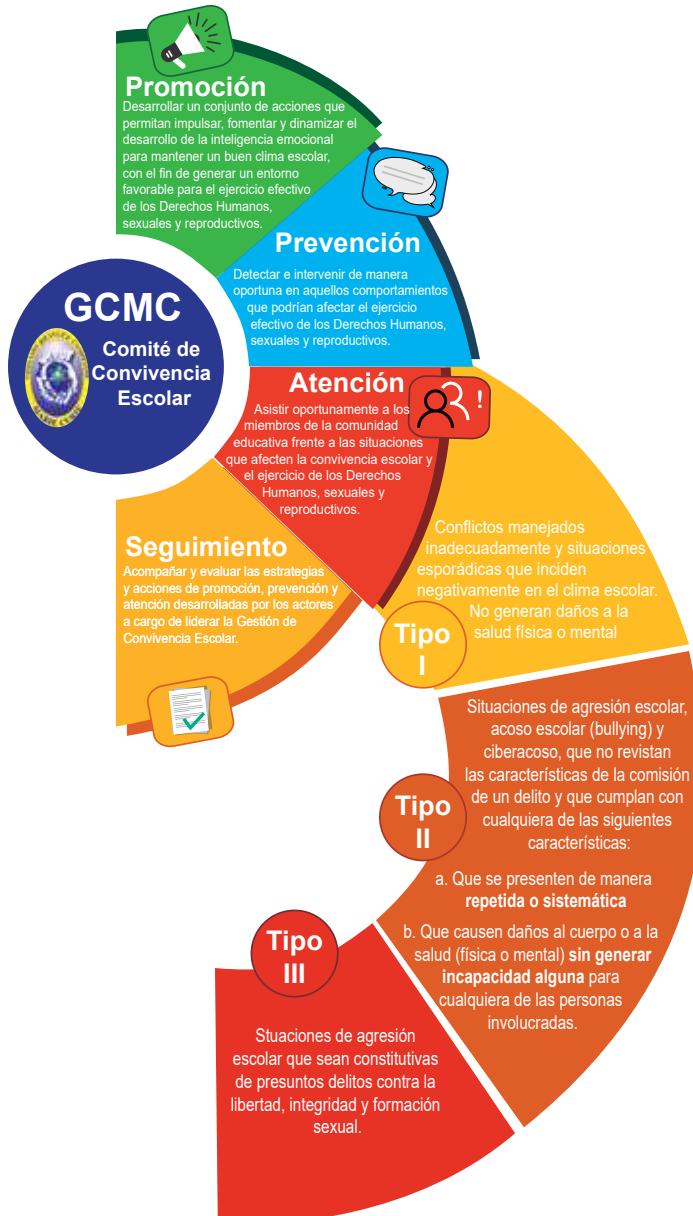 Promoción
Desarrollar un conjunto de acciones que
permitan impulsar, fomentar y dinamizar el
desarrollo de la inteligencia emocional
para mantener un buen clima escolar,
con el fin de generar un entorno
favorable para el ejercicio efectivo
de los Derechos Humanos,
sexuales y reproductivos.
Prevención
Detectar e intervenir de manera
oportuna en aquellos comportamientos
que podrían afectar el ejercicio
efectivo de los Derechos Humanos,
sexuales y reproductivos.
GCMC
Comité de
Convivencia
Escolar
Atención
!
Asistir oportunamente a los
miembros de la comunidad
educativa frente a las situaciones
que afecten la convivencia escolar y
el ejercicio de los Derechos
Humanos, sexuales y
reproductivos.
Seguimiento
Acompañar y evaluar las estrategias
y acciones de promoción, prevención y
atención desarrolladas por los actores
a cargo de liderar la Gestión de
Convivencia Escolar.
Conflictos manejados
inadecuadamente y situaciones
esporádicas que inciden
negativamente en el clima escolar.
No generan daños a la
salud física o mental
Tipo
I
Situaciones de agresión escolar,
acoso escolar (bullying) y
ciberacoso, que no revistan
las características de la comisión
de un delito y que cumplan con
cualquiera de las siguientes
características:
a. Que se presenten de manera
repetida o sistemática
b. Que causen daños al cuerpo o a la
salud (física o mental) sin generar
incapacidad alguna para
cualquiera de las personas
involucradas.
Tipo
II
Tipo
III
Stuaciones de agresión
escolar que sean constitutivas
de presuntos delitos contra la
libertad, integridad y formación
sexual.